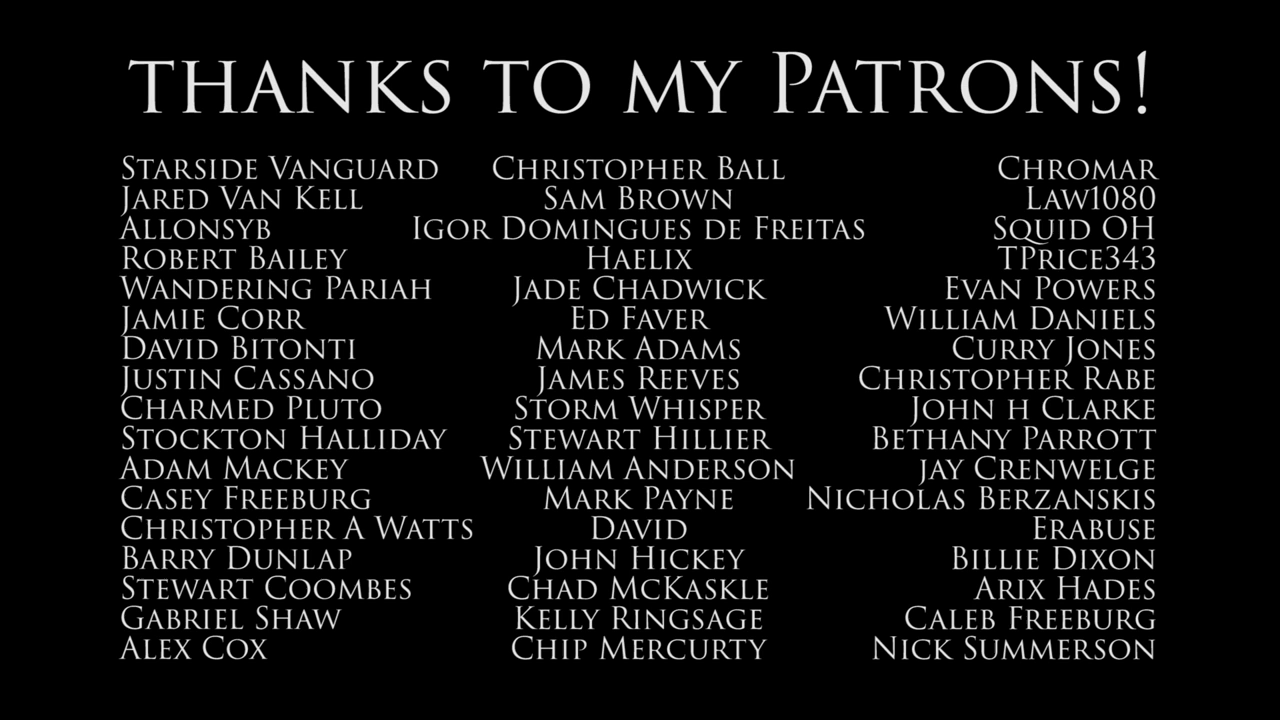 THANKS TO MY PATRONS!
STARSIDE VANGUARD
JARED VAN KELL
ALLONSYB
ROBERT BAILEY
WANDERING PARIAH
JAMIE CORR
DAVID BITONTI
JUSTIN CASSANO
CHARMED PLUTO
STOCKTON HALLIDAY
ADAM MACKEY
CASEY FREEBURG
CHRISTOPHER A WATTS
BARRY DUNLAP
STEWART COOMBES
GABRIEL SHAW
ALEX COX
CHRISTOPHER BALL
SAM BROWN
IGOR DOMINGUES DE FREITAS
HAELIX
JADE CHADWICK
ED FAVER
MARK ADAMS
JAMES REEVES
STORM WHISPER
STEWART HILLIER
WILLIAM ANDERSON
MARK PAYNE
DAVID
JOHN HICKEY
CHAD MCKASKLE
KELLY RINGSAGE
CHIP MERCURTY
CHROMAR
LAW1080
SQUID OH
TPRICE343
EVAN POWERS
WILLIAM DANIELS
CURRY JONES
CHRISTOPHER RABE
JOHN H CLARKE
BETHANY PARROTT
JAY CRENWELGE
NICHOLAS BERZANSKIS
ERABUSE
BILLIE DIXON
ARIX HADES
CALEB FREEBURG
NICK SUMMERSON